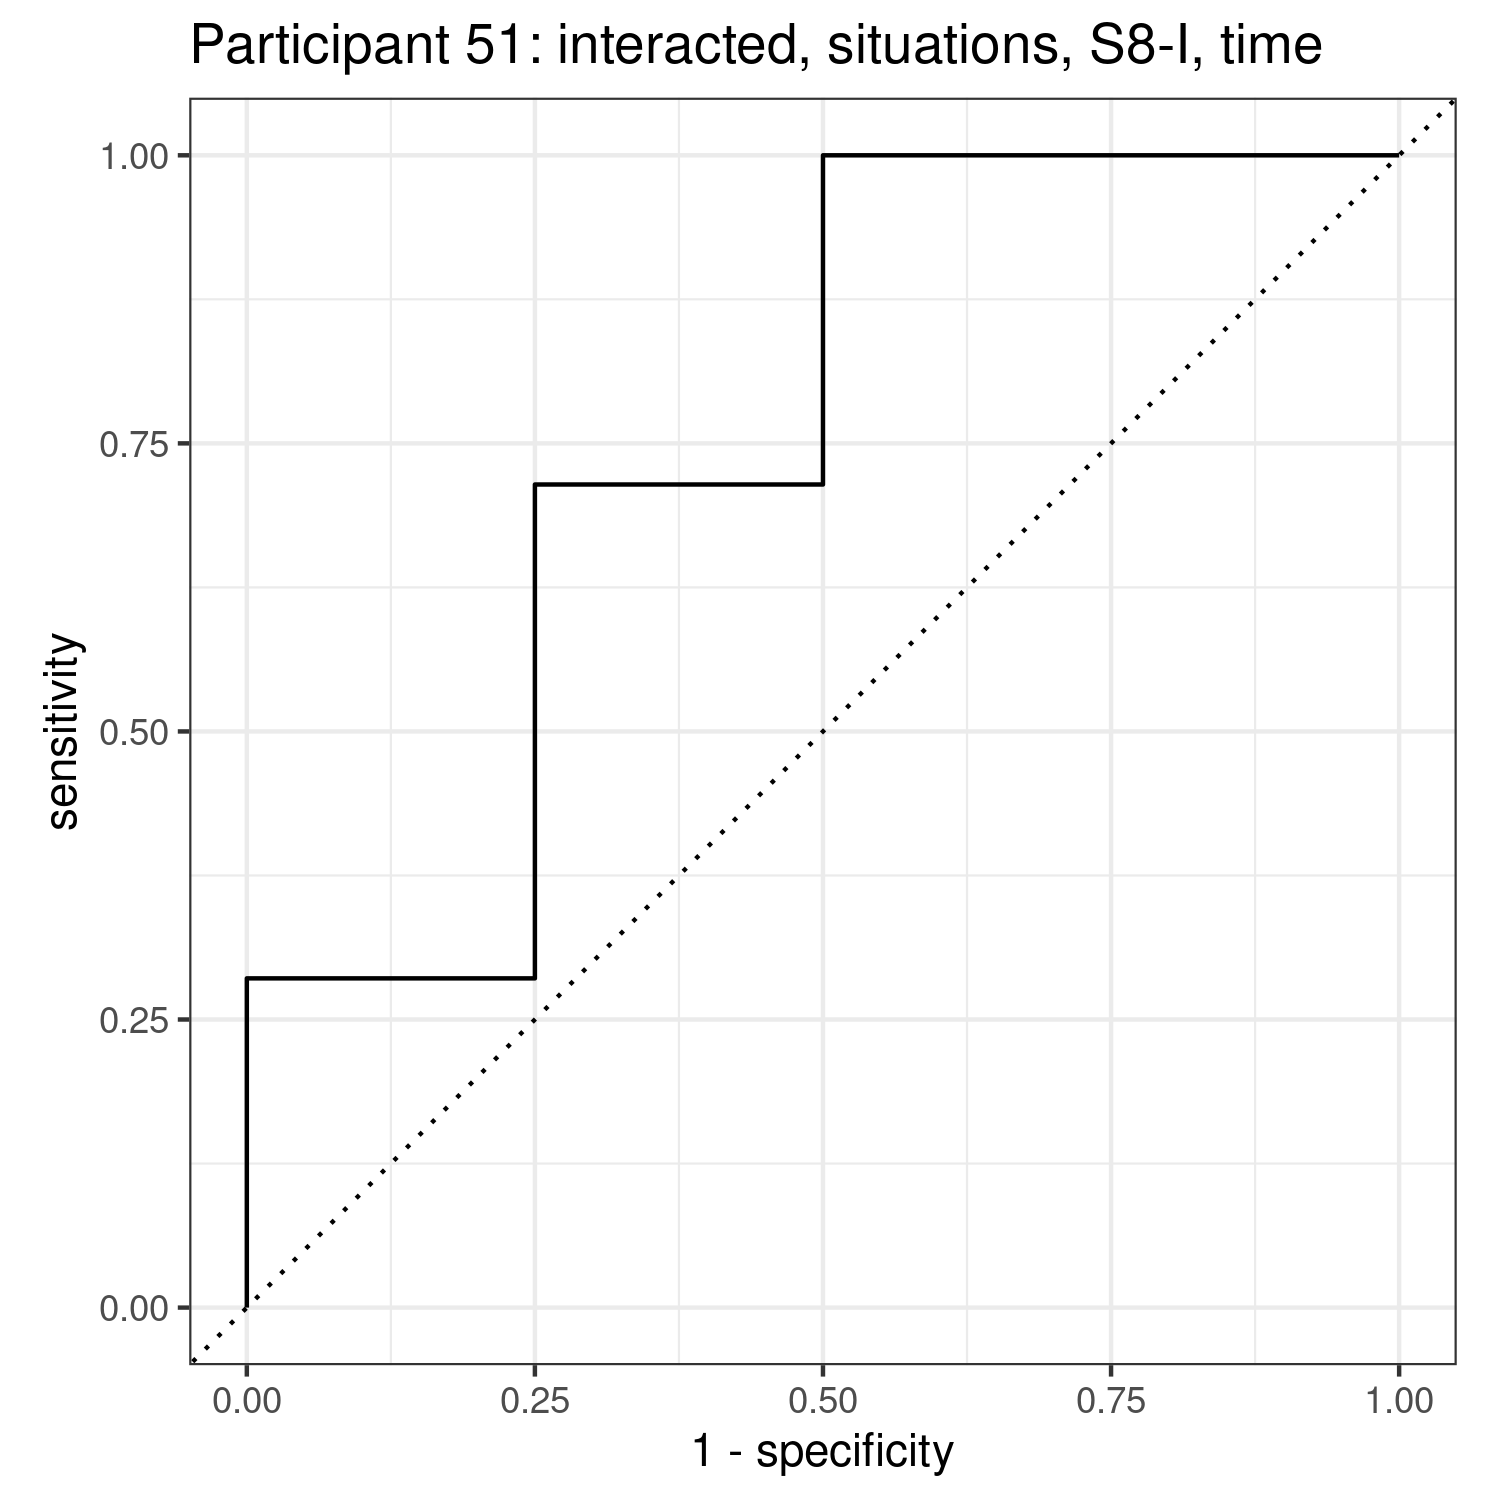 Participant 51: interacted, situations, S8-I, time
1.00
0.75
0.50
0.25
0.00
sensitivity
0.00 0.25 0.50 0.75 1.00
1 - specificity